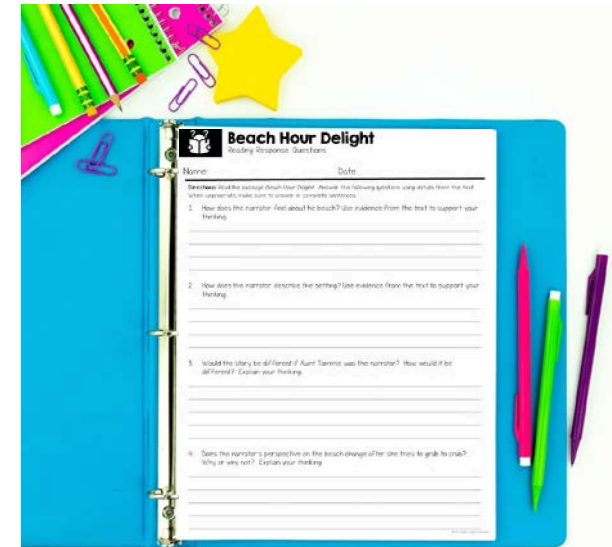 Beach Hour Delight
Reading Response Questions
Name Date
Directions: Read the passage Beach Hour Delight. Answer the following questions using details from the text.
When appropriate, make sure to answer in complete sentences.
1. How does the narrator feel about he beach? Use evidence from the text to support your
thinking.
2. How does the narrator describe the setting? Use evidence from the text to support your
thinking.
3. Would the story be different if Aunt Tammie was the narrator? How would it be
different? Explain your thinking.
4. Does the narrator's perspective on the beach change after she tries to grab to crab?
Why or why not? Explain your thinking.